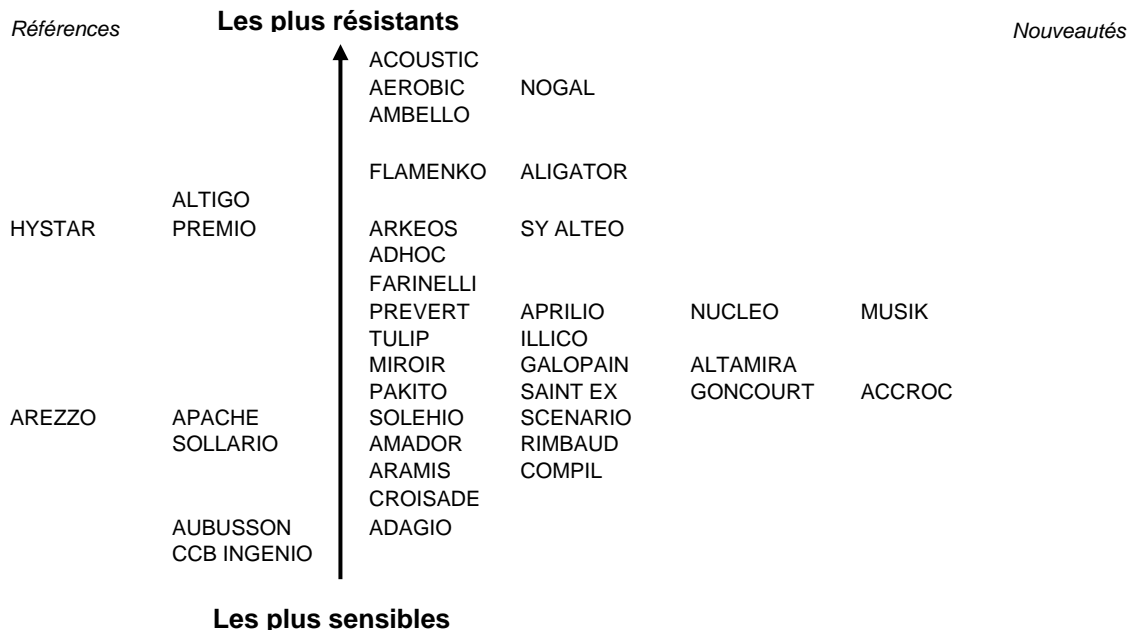 Références Les plus résistants Nouveautés
ACOUSTIC
AEROBIC NOGAL
AMBELLO
FLAMENKO ALIGATOR
ALTIGO
HYSTAR PREMIO ARKEOS SY ALTEO
ADHOC
FARINELLI
PREVERT APRILIO NUCLEO MUSIK
TULIP ILLICO
MIROIR GALOPAIN ALTAMIRA
PAKITO SAINT EX GONCOURT ACCROC
AREZZO APACHE SOLEHIO SCENARIO
SOLLARIO AMADOR RIMBAUD
ARAMIS COMPIL
CROISADE
AUBUSSON ADAGIO
CCB INGENIO
Les plus sensibles